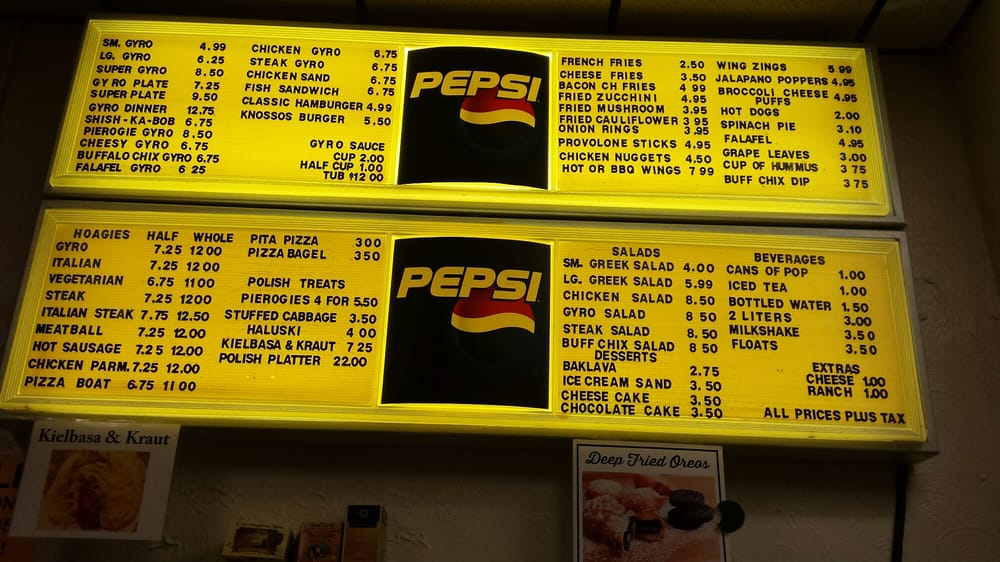 SM. GYRO 4.99
LG. GYRO 6.25
SUPER GYRO 8.50
GYRO PLATE 7.25
SUPER PLATE 9.50
GYRO DINNER 12.75
SHISH-KA-BOB 6.75
PIEROGIE GYRO 8.50
CHEESY GYRO 6.75
BUFFALO CHIX GYRO 6.75
FALAFEL GYRO 6 25
CHICKEN GYRO 6.75
STEAK GYRO 6.75
CHICKEN SAND 6.75
FISH SANDWICH 6.75
CLASSIC HAMBURGER 4.99
KNOSSOS BURGER 5.50
GYRO SAUCE
CUP 2.00
HALF CUP 1.00
TUB $12 00
PEPSI
FRENCH FRIES 2.50
CHEESE FRIES 3.50
BACON CH FRIES 4 99
FRIED ZUCCHINI 4.95
FRIED MUSHROOM 3.95
FRIED CAULIFLOWER 3 95
ONION RINGS 3.95
PROVOLONE STICKS 4.95
CHICKEN NUGGETS 4.50
HOT OR BBQ WINGS 7 99
WING ZINGS 5.99
JALAPANO POPPERS 4.95
BROCCOLI CHEESE PUFFS 4.95
HOT DOGS 2.00
SPINACH PIE 3.10
FALAFEL 4.95
GRAPE LEAVES 3.00
CUP OF HUMMUS 3 75
BUFF CHIX DIP 3 75
HOAGIES HALF WHOLE
GYRO 7.25 12 00
ITALIAN 7.25 12 00
VEGETARIAN 6.75 11 00
STEAK 7.25 12 00
ITALIAN STEAK 7.75 12.50
MEATBALL 7.25 12.00
HOT SAUSAGE 7.25 12.00
CHICKEN PARM. 7.25 12.00
PIZZA BOAT 6.75 11 00
PITA PIZZA 3 00
PIZZA BAGEL 3 50
POLISH TREATS
PIEROGIES 4 FOR 5.50
STUFFED CABBAGE 3.50
HALUSKI 4 00
KIELBASA & KRAUT 7 25
POLISH PLATTER 22.00
PEPSI
SALADS
SM. GREEK SALAD 4.00
LG. GREEK SALAD 5.99
CHICKEN SALAD 8.50
GYRO SALAD 8 50
STEAK SALAD 8.50
BUFF CHIX SALAD 8 50
DESSERTS
BAKLAVA 2.75
ICE CREAM SAND 3.50
CHEESE CAKE 3.50
CHOCOLATE CAKE 3.50
BEVERAGES
CANS OF POP 1.00
ICED TEA 1.00
BOTTLED WATER 1.50
2 LITERS 3.00
MILKSHAKE 3.50
FLOATS 3.50
EXTRAS
CHEESE 1.00
RANCH 1.00
ALL PRICES PLUS TAX
Kielbasa & Kraut
Deep Fried Oreos